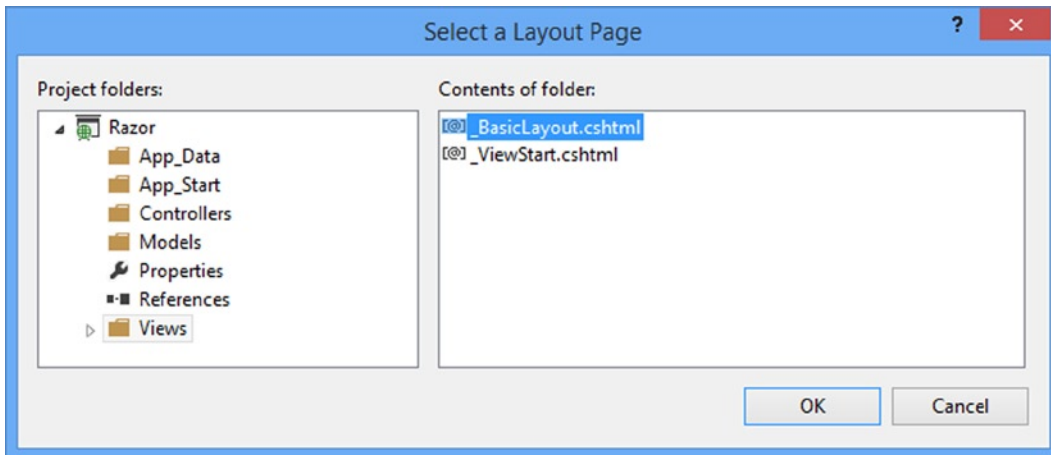 Select a Layout Page
?
Project folders:
Razor
App_Data
App_Start
Controllers
Models
Properties
References
Views
Contents of folder:
[@] _BasicLayout.cshtml
[@] _ViewStart.cshtml
OK
Cancel